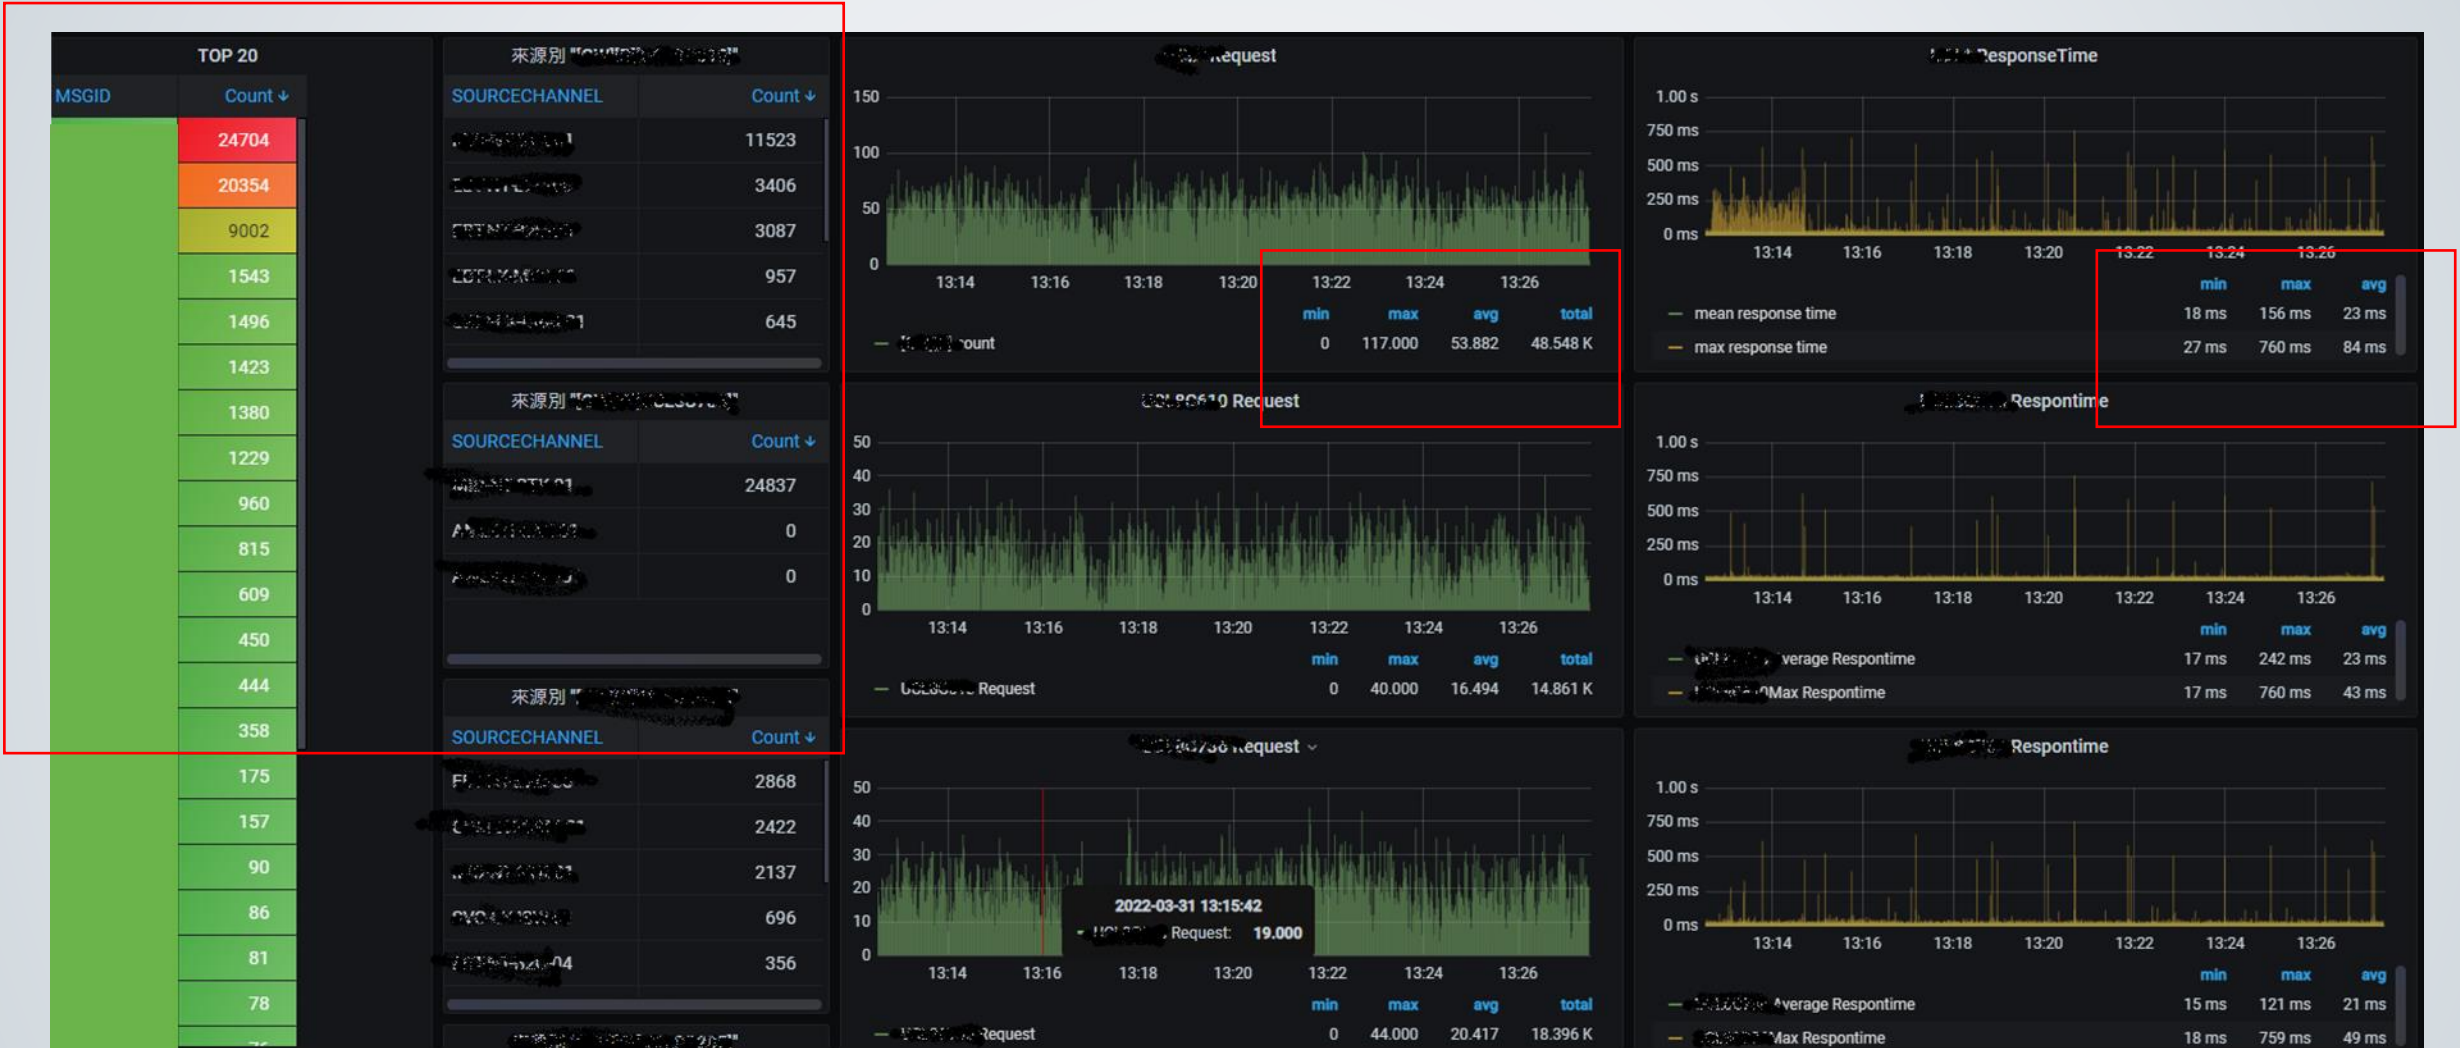 TOP 20
MSGID Count
24704
20354
9002
1543
1496
1423
1380
1229
960
815
609
450
444
358
175
157
90
86
81
78
來源別
SOURCECHANNEL Count
11523
3406
3087
957
645
來源別
SOURCECHANNEL Count
24837
0
0
來源別
SOURCECHANNEL Count
2868
2422
2137
696
356
150
100
50
0
13:14 13:16 13:18 13:20 13:22 13:24 13:26
min max avg total
0 117.000 53.882 48.548 K
Request
50
40
30
20
10
0
13:14 13:16 13:18 13:20 13:22 13:24 13:26
min max avg total
Request 0 40.000 16.494 14.861 K
50
40
30
20
10
0
2022-03-31 13:15:42
Request: 19.000
13:14 13:16 13:18 13:20 13:22 13:24 13:26
min max avg total
Request 0 44.000 20.417 18.396 K
ResponseTime
1.00 s
750 ms
500 ms
250 ms
0 ms
13:14 13:16 13:18 13:20 13:22 13:24 13:26
min max avg
mean response time 18 ms 156 ms 23 ms
max response time 27 ms 760 ms 84 ms
Respontime
1.00 s
750 ms
500 ms
250 ms
0 ms
13:14 13:16 13:18 13:20 13:22 13:24 13:26
min max avg
Respontime 17 ms 242 ms 23 ms
Max Respontime 17 ms 760 ms 43 ms
Respontime
1.00 s
750 ms
500 ms
250 ms
0 ms
13:14 13:16 13:18 13:20 13:22 13:24 13:26
min max avg
Average Respontime 15 ms 121 ms 21 ms
Max Respontime 18 ms 759 ms 49 ms